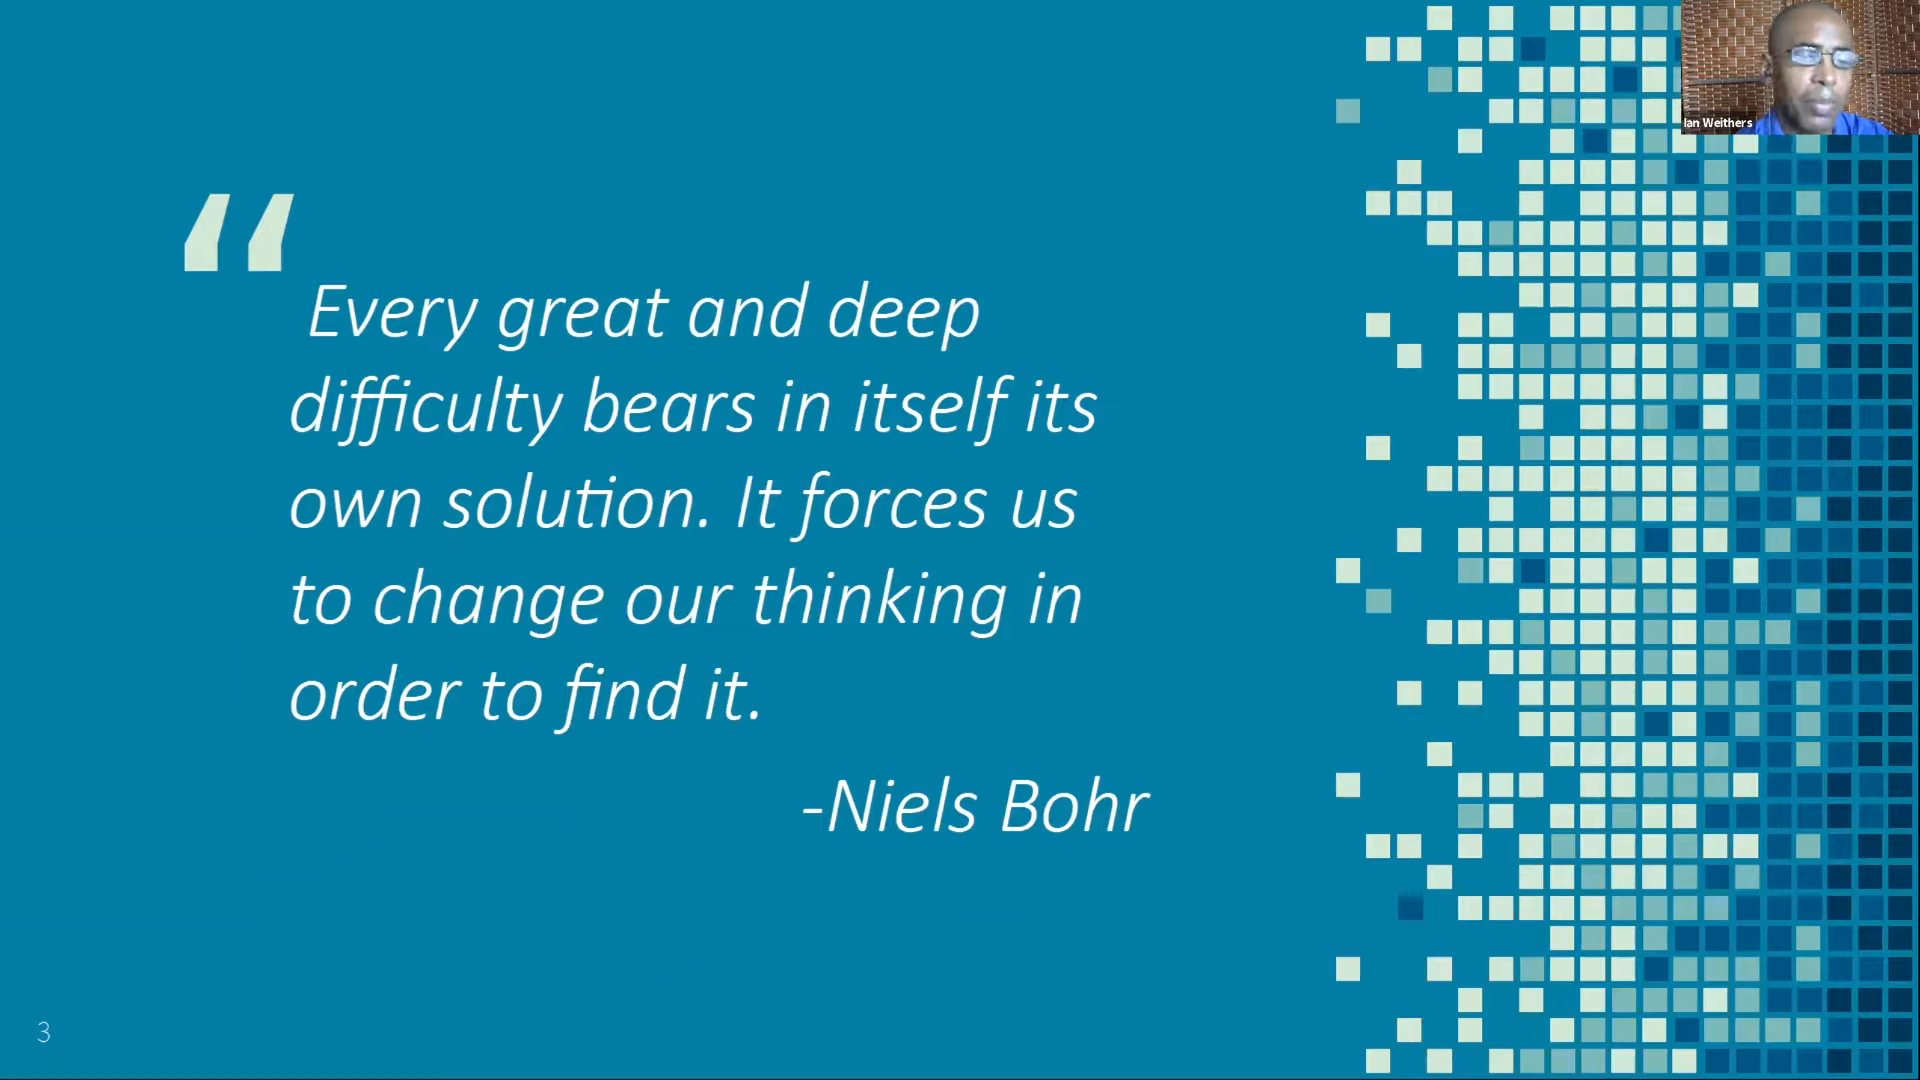 Ian Weithers
“
Every great and deep
difficulty bears in itself its
own solution. It forces us
to change our thinking in
order to find it.
-Niels Bohr
3